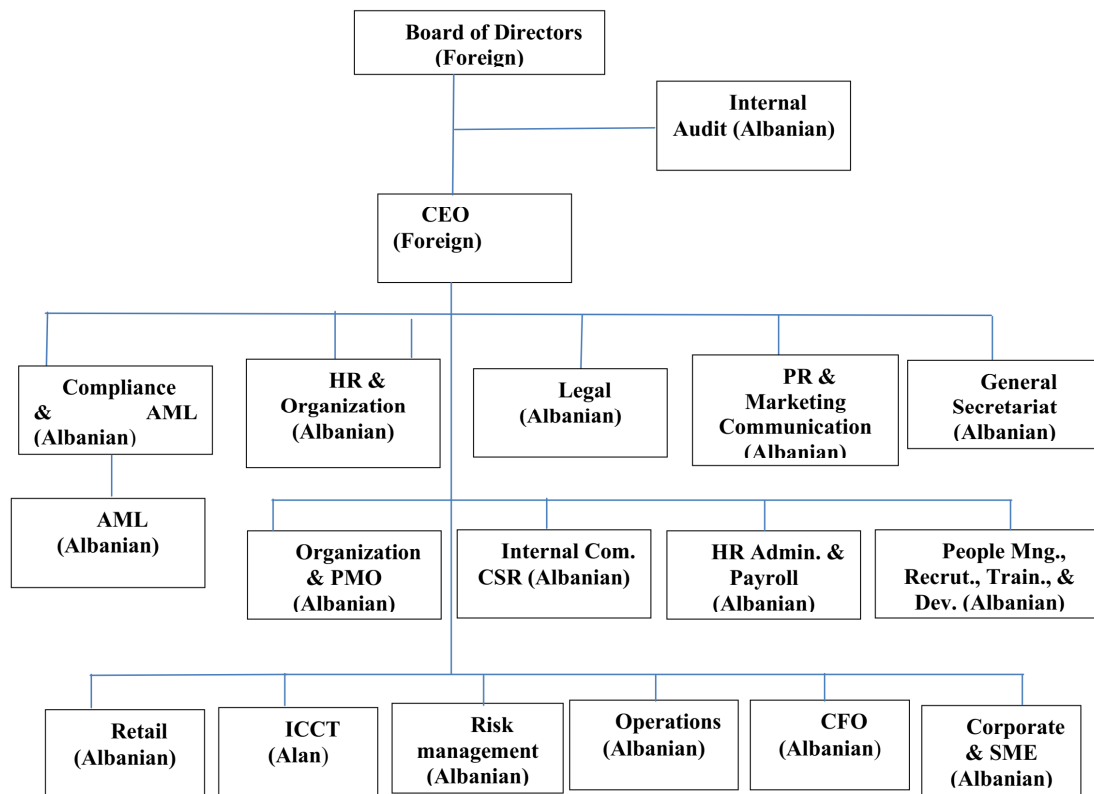 Board of Directors
(Foreign)
Internal
Audit (Albanian)
CEO
(Foreign)
Compliance
& AML
(Albanian)
HR &
Organization
(Albanian)
Legal
(Albanian)
PR &
Marketing
Communication
(Albanian)
General
Secretariat
(Albanian)
AML
(Albanian)
Organization
& PMO
(Albanian)
Internal Com.
CSR (Albanian)
HR Admin. &
Payroll
(Albanian)
People Mng.,
Recrut., Train., &
Dev. (Albanian)
Retail
(Albanian)
ICCT
(Alan)
Risk
management
(Albanian)
Operations
(Albanian)
CFO
(Albanian)
Corporate
& SME
(Albanian)